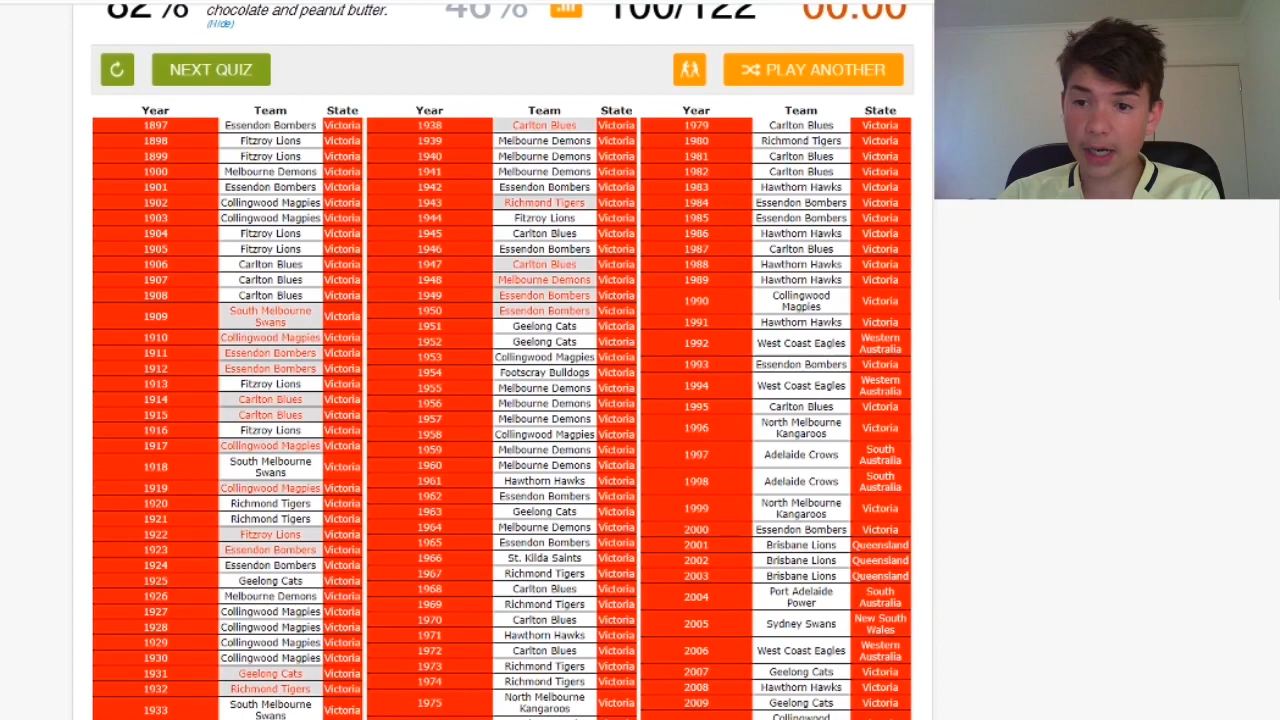 82% chocolate and peanut butter. 46% 100/122 00:00
(Hide)
NEXT QUIZ PLAY ANOTHER
Year Team State
1897 Essendon Bombers Victoria
1898 Fitzroy Lions Victoria
1899 Fitzroy Lions Victoria
1900 Melbourne Demons Victoria
1901 Essendon Bombers Victoria
1902 Collingwood Magpies Victoria
1903 Collingwood Magpies Victoria
1904 Fitzroy Lions Victoria
1905 Fitzroy Lions Victoria
1906 Carlton Blues Victoria
1907 Carlton Blues Victoria
1908 Carlton Blues Victoria
1909 South Melbourne Swans Victoria
1910 Collingwood Magpies Victoria
1911 Essendon Bombers Victoria
1912 Essendon Bombers Victoria
1913 Fitzroy Lions Victoria
1914 Carlton Blues Victoria
1915 Carlton Blues Victoria
1916 Fitzroy Lions Victoria
1917 Collingwood Magpies Victoria
1918 South Melbourne Swans Victoria
1919 Collingwood Magpies Victoria
1920 Richmond Tigers Victoria
1921 Richmond Tigers Victoria
1922 Fitzroy Lions Victoria
1923 Essendon Bombers Victoria
1924 Essendon Bombers Victoria
1925 Geelong Cats Victoria
1926 Melbourne Demons Victoria
1927 Collingwood Magpies Victoria
1928 Collingwood Magpies Victoria
1929 Collingwood Magpies Victoria
1930 Collingwood Magpies Victoria
1931 Geelong Cats Victoria
1932 Richmond Tigers Victoria
1933 South Melbourne Swans Victoria
Year Team State
1938 Carlton Blues Victoria
1939 Melbourne Demons Victoria
1940 Melbourne Demons Victoria
1941 Melbourne Demons Victoria
1942 Essendon Bombers Victoria
1943 Richmond Tigers Victoria
1944 Fitzroy Lions Victoria
1945 Carlton Blues Victoria
1946 Essendon Bombers Victoria
1947 Carlton Blues Victoria
1948 Melbourne Demons Victoria
1949 Essendon Bombers Victoria
1950 Essendon Bombers Victoria
1951 Geelong Cats Victoria
1952 Geelong Cats Victoria
1953 Collingwood Magpies Victoria
1954 Footscray Bulldogs Victoria
1955 Melbourne Demons Victoria
1956 Melbourne Demons Victoria
1957 Melbourne Demons Victoria
1958 Collingwood Magpies Victoria
1959 Melbourne Demons Victoria
1960 Melbourne Demons Victoria
1961 Hawthorn Hawks Victoria
1962 Essendon Bombers Victoria
1963 Geelong Cats Victoria
1964 Melbourne Demons Victoria
1965 Essendon Bombers Victoria
1966 St. Kilda Saints Victoria
1967 Richmond Tigers Victoria
1968 Carlton Blues Victoria
1969 Richmond Tigers Victoria
1970 Carlton Blues Victoria
1971 Hawthorn Hawks Victoria
1972 Carlton Blues Victoria
1973 Richmond Tigers Victoria
1974 Richmond Tigers Victoria
1975 North Melbourne Kangaroos Victoria
Year Team State
1979 Carlton Blues Victoria
1980 Richmond Tigers Victoria
1981 Carlton Blues Victoria
1982 Carlton Blues Victoria
1983 Hawthorn Hawks Victoria
1984 Essendon Bombers Victoria
1985 Essendon Bombers Victoria
1986 Hawthorn Hawks Victoria
1987 Carlton Blues Victoria
1988 Hawthorn Hawks Victoria
1989 Hawthorn Hawks Victoria
1990 Collingwood Magpies Victoria
1991 Hawthorn Hawks Victoria
1992 West Coast Eagles Western Australia
1993 Essendon Bombers Victoria
1994 West Coast Eagles Western Australia
1995 Carlton Blues Victoria
1996 North Melbourne Kangaroos Victoria
1997 Adelaide Crows South Australia
1998 Adelaide Crows South Australia
1999 North Melbourne Kangaroos Victoria
2000 Essendon Bombers Victoria
2001 Brisbane Lions Queensland
2002 Brisbane Lions Queensland
2003 Brisbane Lions Queensland
2004 Port Adelaide Power South Australia
2005 Sydney Swans New South Wales
2006 West Coast Eagles Western Australia
2007 Geelong Cats Victoria
2008 Hawthorn Hawks Victoria
2009 Geelong Cats Victoria
Collingwood